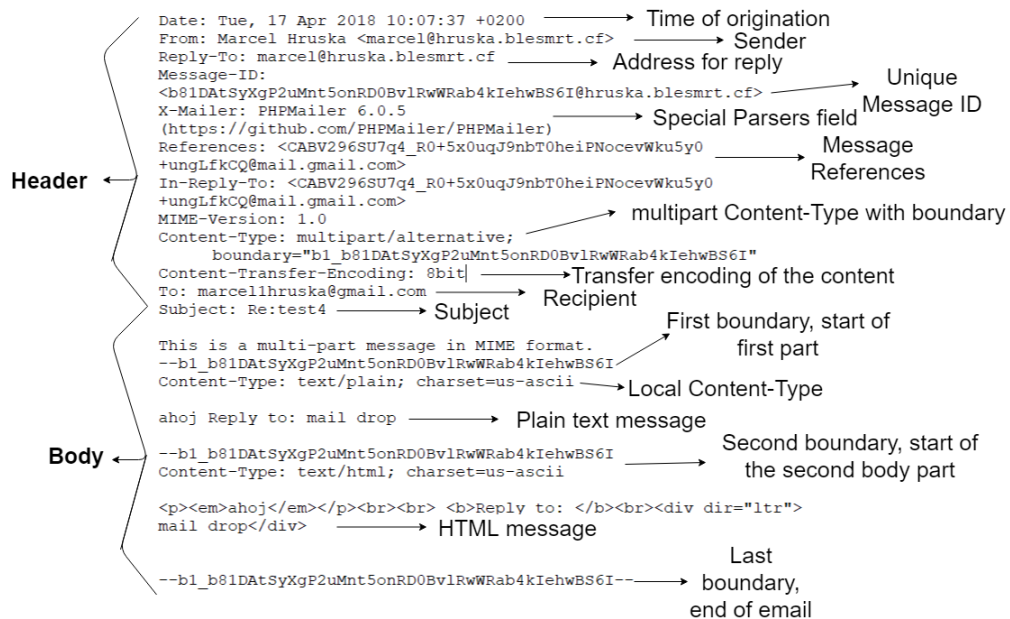 Date: Tue, 17 Apr 2018 10:07:37 +0200
Time of origination
From: Marcel Hruska <marcel@hruska.blesmrt.cf>
Sender
Reply-To: marcel@hruska.blesmrt.cf
Address for reply
Message-ID:
<b81DAtSyXgP2uMnt5onRD0BvlRwWRab4kIehwBS6I@hruska.blesmrt.cf>
Unique
Message ID
X-Mailer: PHPMailer 6.0.5
(https://github.com/PHPMailer/PHPMailer)
Special Parsers field
References: <CABV296SU7q4_R0+5x0uqJ9nbT0heiPNocevWku5y0
+ungLfkCQ@mail.gmail.com>
Message
References
Header
In-Reply-To: <CABV296SU7q4_R0+5x0uqJ9nbT0heiPNocevWku5y0
+ungLfkCQ@mail.gmail.com>
MIME-Version: 1.0
Content-Type: multipart/alternative;
boundary="b1_b81DAtSyXgP2uMnt5onRD0BvlRwWRab4kIehwBS6I"
multipart Content-Type with boundary
Content-Transfer-Encoding: 8bit
Transfer encoding of the content
To: marcel1hruska@gmail.com
Recipient
Subject: Re:test4
Subject
This is a multi-part message in MIME format.
--b1_b81DAtSyXgP2uMnt5onRD0BvlRwWRab4kIehwBS6I
First boundary, start of
first part
Content-Type: text/plain; charset=us-ascii
Local Content-Type
ahoj Reply to: mail drop
Plain text message
Body
--b1_b81DAtSyXgP2uMnt5onRD0BvlRwWRab4kIehwBS6I
Content-Type: text/html; charset=us-ascii
Second boundary, start of
the second body part
<p><em>ahoj</em></p><br><br> <b>Reply to: </b><br><div dir="ltr">
mail drop</div>
HTML message
--b1_b81DAtSyXgP2uMnt5onRD0BvlRwWRab4kIehwBS6I--
Last
boundary,
end of email